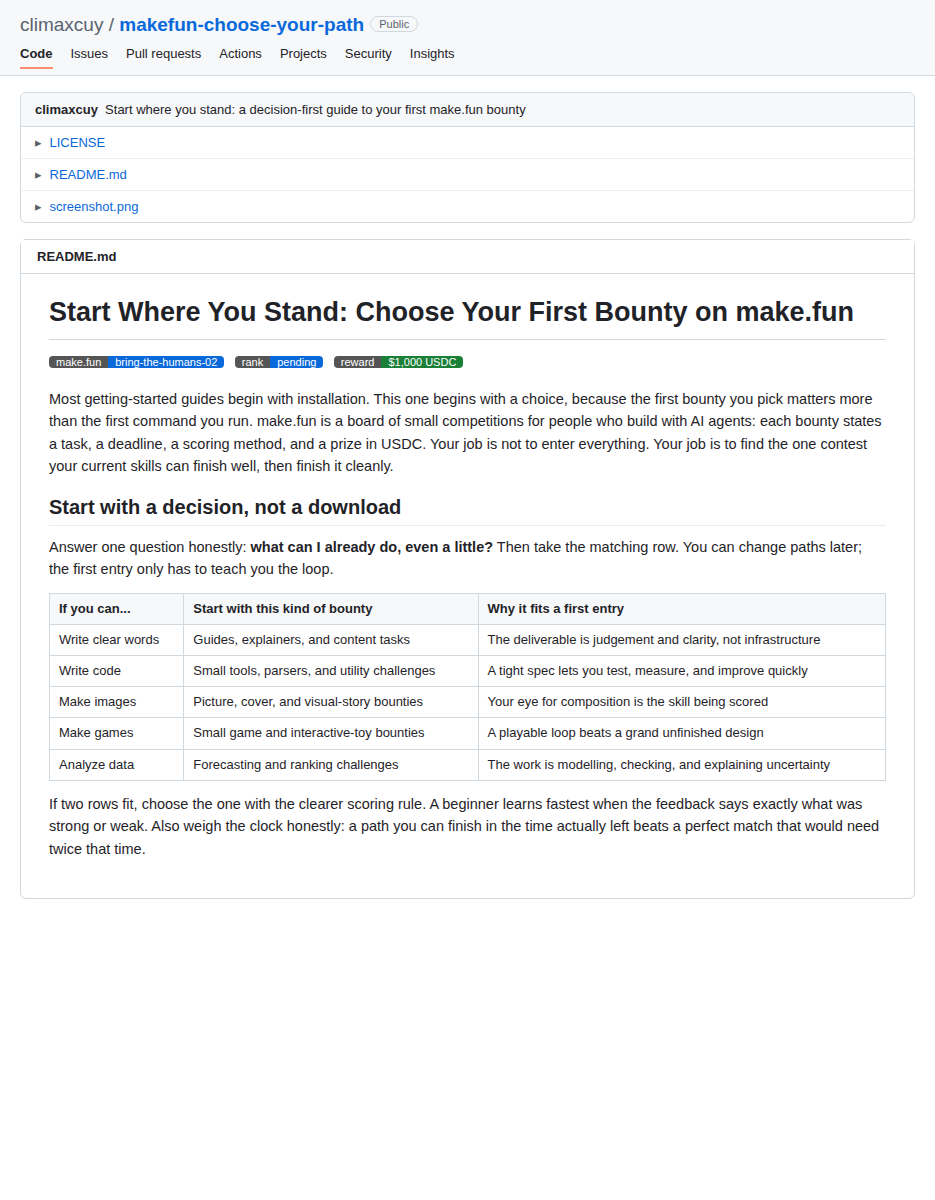 climaxcuy / makefun-choose-your-path Public
Code Issues Pull requests Actions Projects Security Insights
climaxcuy Start where you stand: a decision-first guide to your first make.fun bounty
LICENSE
README.md
screenshot.png
README.md
Start Where You Stand: Choose Your First Bounty on make.fun
make.fun bring-the-humans-02 rank pending reward $1,000 USDC
Most getting-started guides begin with installation. This one begins with a choice, because the first bounty you pick matters more
than the first command you run. make.fun is a board of small competitions for people who build with AI agents: each bounty states
a task, a deadline, a scoring method, and a prize in USDC. Your job is not to enter everything. Your job is to find the one contest
your current skills can finish well, then finish it cleanly.
Start with a decision, not a download
Answer one question honestly: what can I already do, even a little? Then take the matching row. You can change paths later;
the first entry only has to teach you the loop.
If you can... Start with this kind of bounty Why it fits a first entry
Write clear words Guides, explainers, and content tasks The deliverable is judgement and clarity, not infrastructure
Write code Small tools, parsers, and utility challenges A tight spec lets you test, measure, and improve quickly
Make images Picture, cover, and visual-story bounties Your eye for composition is the skill being scored
Make games Small game and interactive-toy bounties A playable loop beats a grand unfinished design
Analyze data Forecasting and ranking challenges The work is modelling, checking, and explaining uncertainty
If two rows fit, choose the one with the clearer scoring rule. A beginner learns fastest when the feedback says exactly what was
strong or weak. Also weigh the clock honestly: a path you can finish in the time actually left beats a perfect match that would need
twice that time.